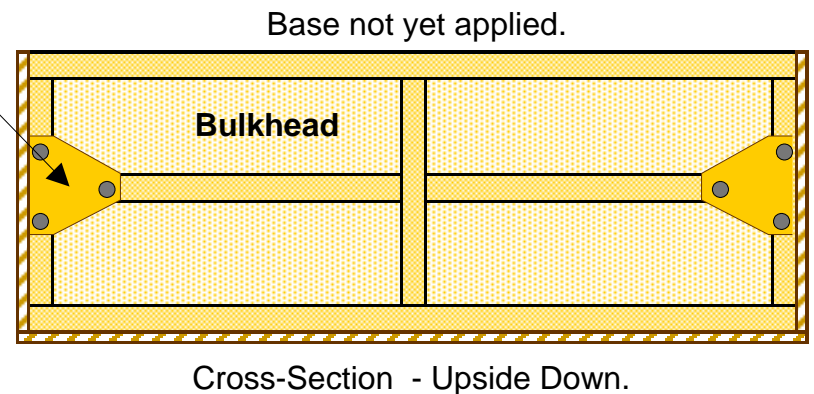 Base not yet applied.
Bulkhead
Cross-Section - Upside Down.